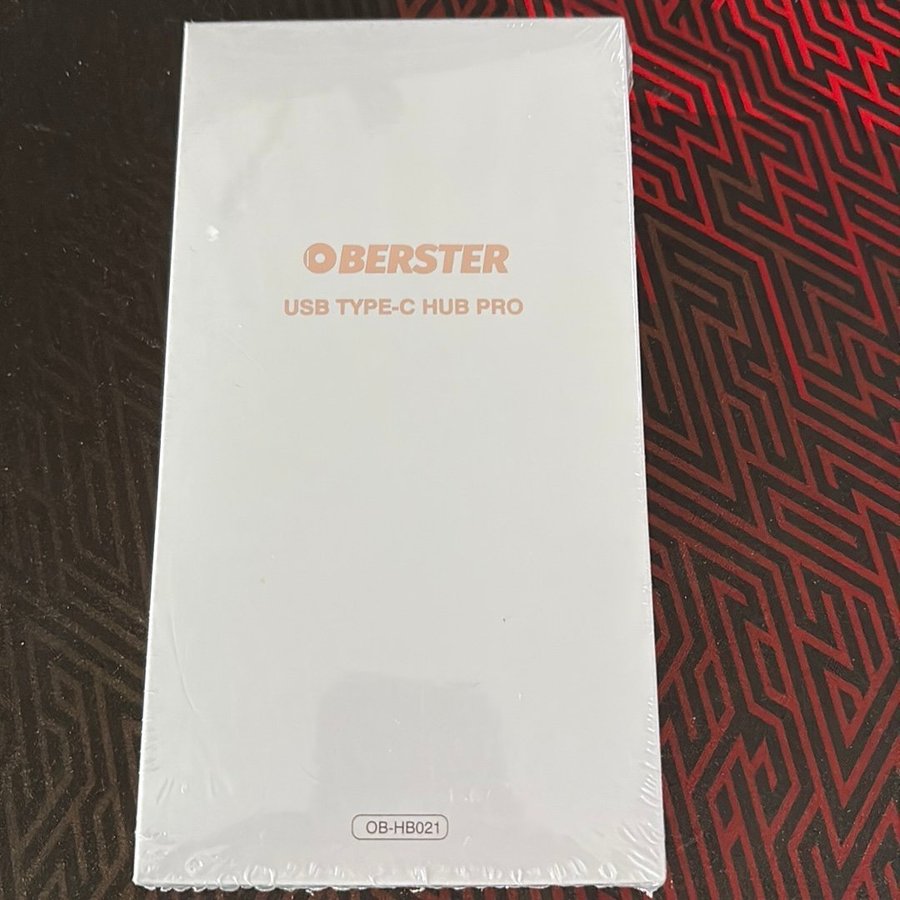 OBERSTER
USB TYPE-C HUB PRO
OB-HB021